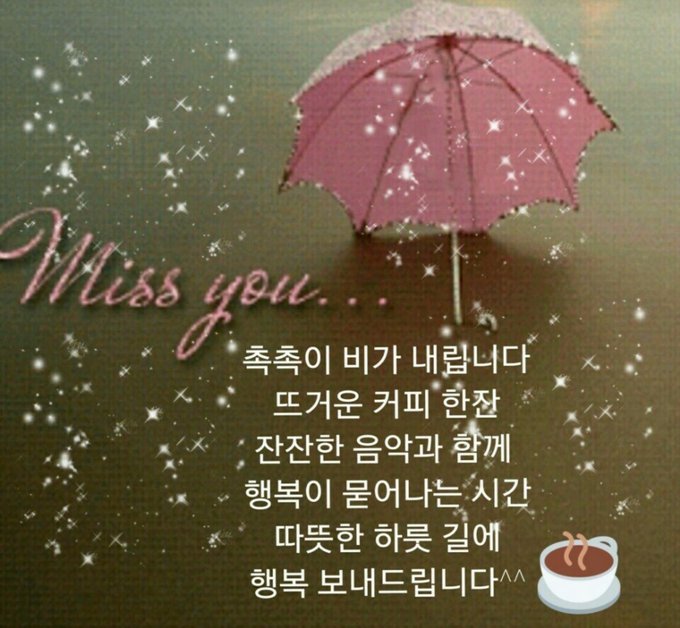 Miss you...
촉촉이 비가 내립니다
뜨거운 커피 한잔
잔잔한 음악과 함께
행복이 묻어나는 시간
따뜻한 하룻 길에
행복 보내드립니다^^